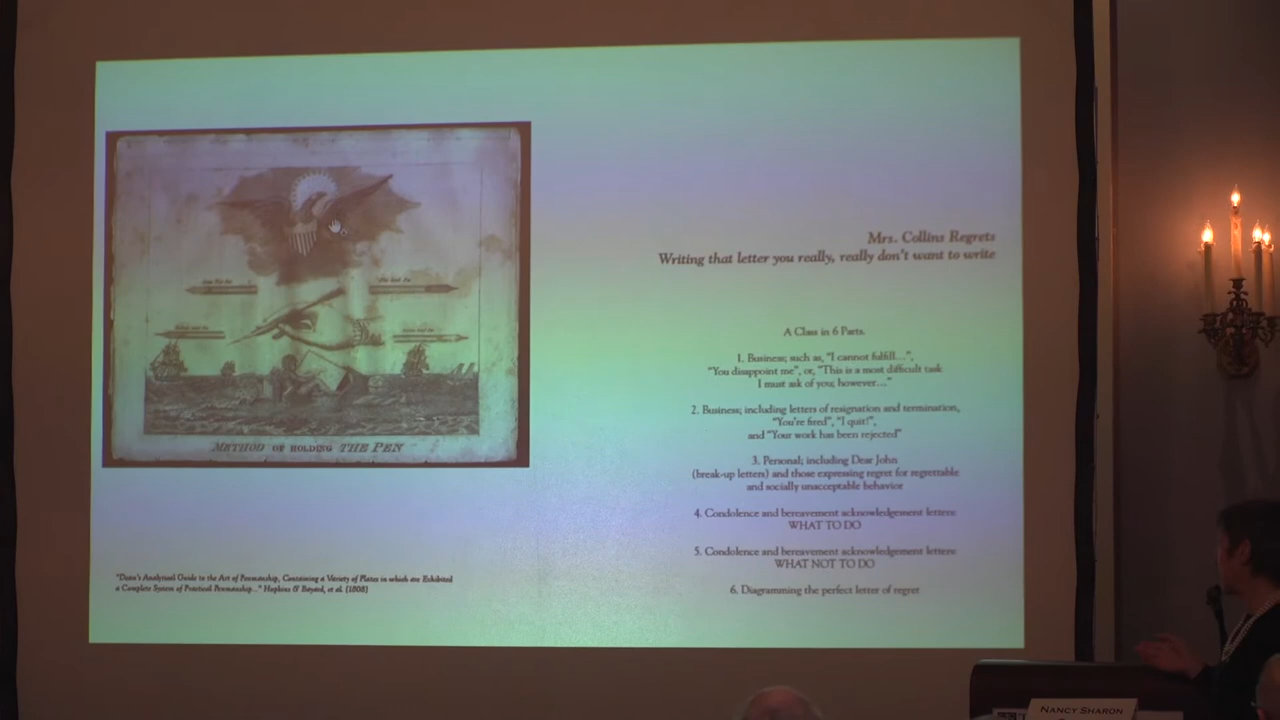 METHOD OF HOLDING THE PEN
"Dean's Analytical Guide to the Art of Penmanship, Containing a Variety of Plates in which are Exhibited
a Complete System of Practical Penmanship..." Hopkins & Bayard, et al. (1808)
Mrs. Collins Regrets
Writing that letter you really, really don't want to write
A Class in 6 Parts.
1. Business; such as, "I cannot fulfill...",
"You disappoint me", or, "This is a most difficult task
I must ask of you; however..."
2. Business; including letters of resignation and termination,
"You're fired", "I quit!",
and "Your work has been rejected"
3. Personal; including Dear John
(break-up letters) and those expressing regret for regrettable
and socially unacceptable behavior
4. Condolence and bereavement acknowledgement letters:
WHAT TO DO
5. Condolence and bereavement acknowledgement letters:
WHAT NOT TO DO
6. Diagramming the perfect letter of regret
NANCY SHARON